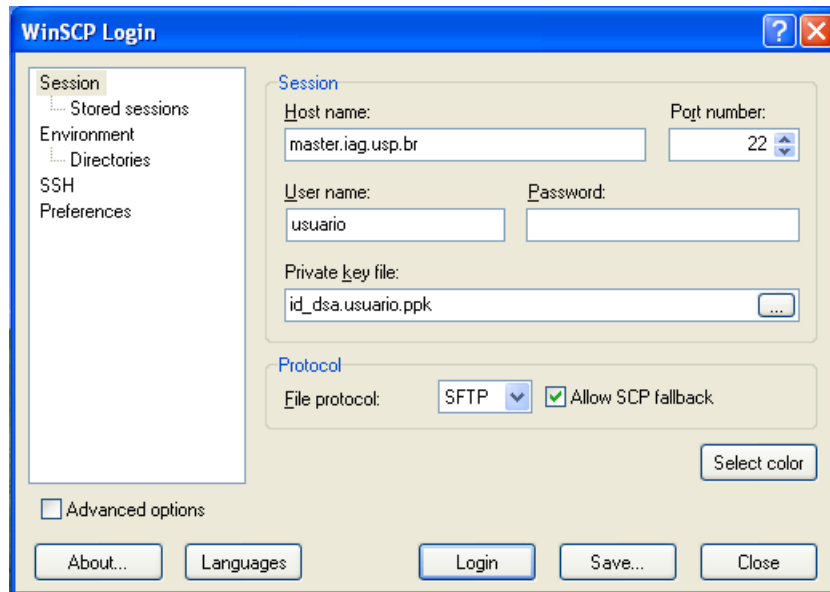 WinSCP Login
Session
Stored sessions
Environment
Directories
SSH
Preferences
Session
Host name: Port number:
master.iag.usp.br 22
User name: Password:
usuario
Private key file:
id_dsa.usuario.ppk ...
Protocol
File protocol: SFTP Allow SCP fallback
Select color
Advanced options
About... Languages Login Save... Close